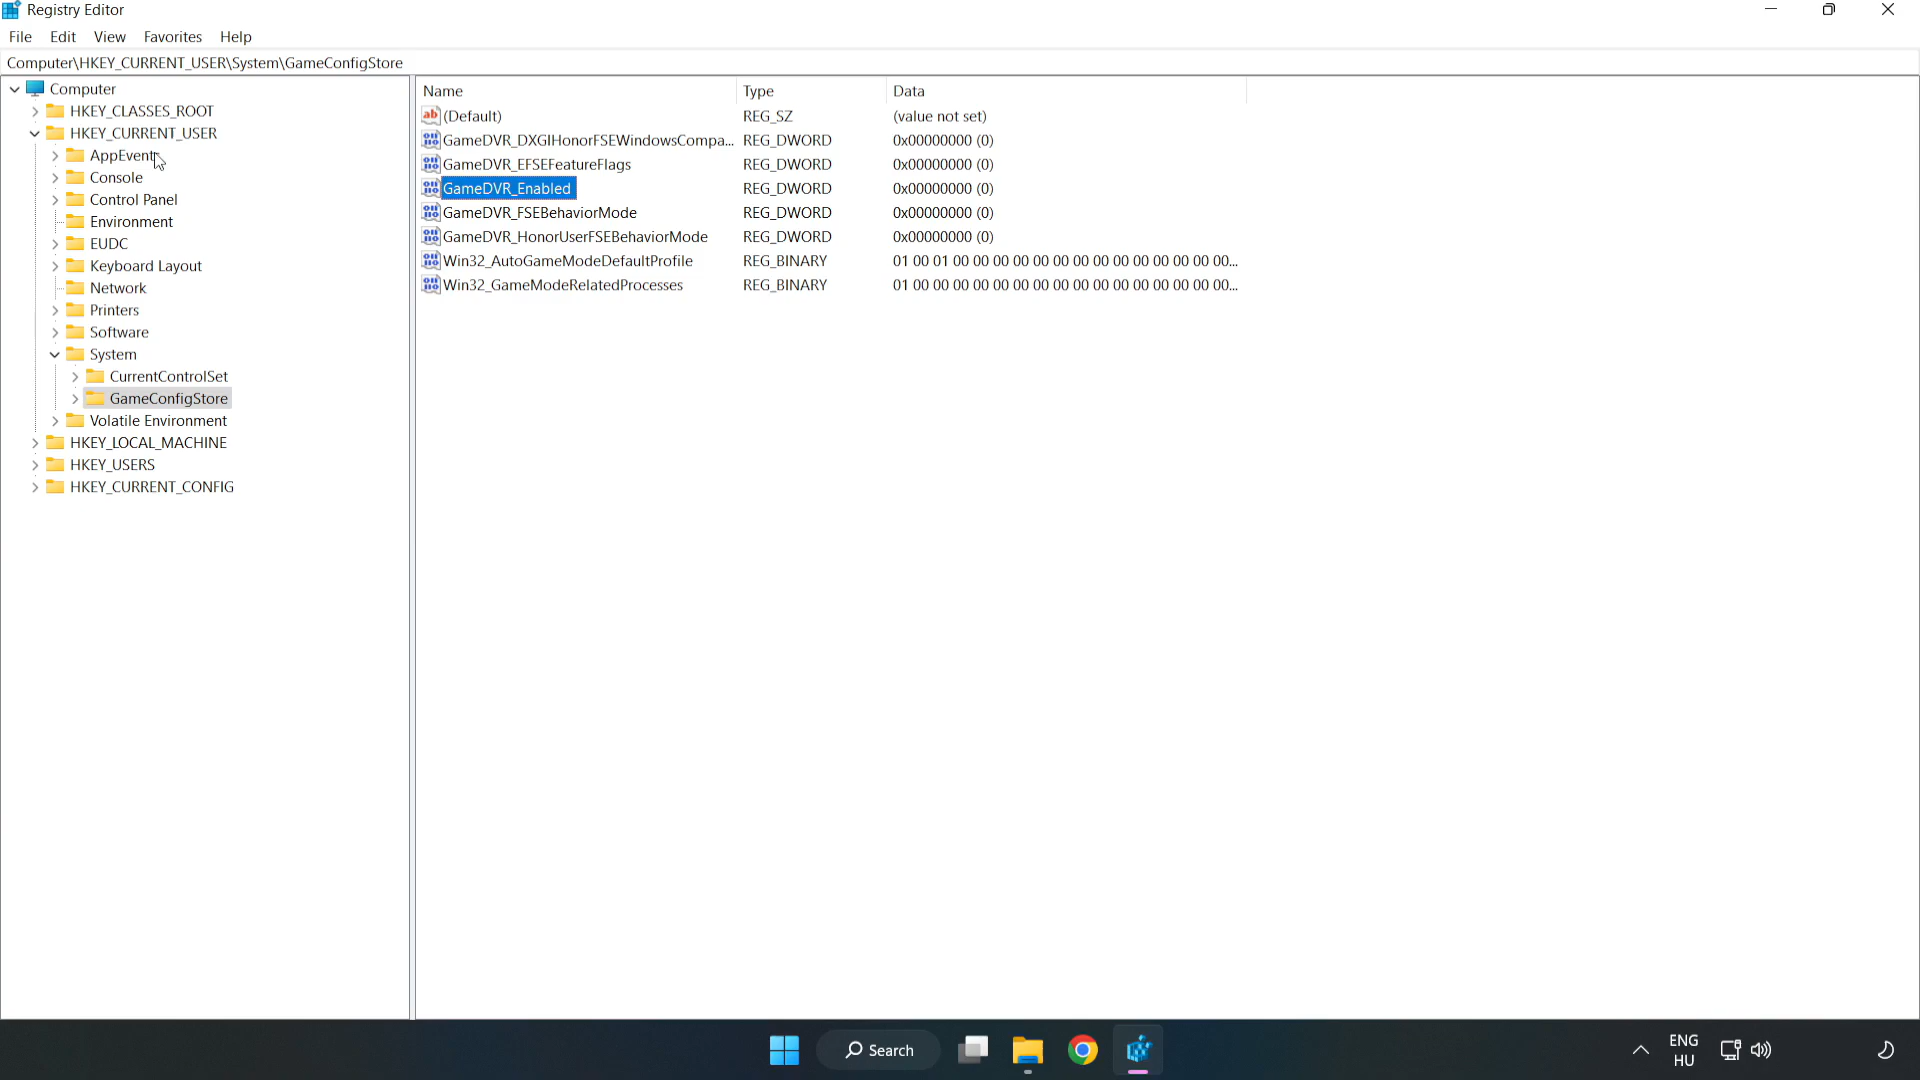 Registry Editor
File Edit View Favorites Help
Computer\HKEY_CURRENT_USER\System\GameConfigStore
Computer
HKEY_CLASSES_ROOT
HKEY_CURRENT_USER
AppEvents
Console
Control Panel
Environment
EUDC
Keyboard Layout
Network
Printers
Software
System
CurrentControlSet
GameConfigStore
Volatile Environment
HKEY_LOCAL_MACHINE
HKEY_USERS
HKEY_CURRENT_CONFIG
Name Type Data
ab (Default) REG_SZ (value not set)
GameDVR_DXGIHonorFSEWindowsCompa... REG_DWORD 0x00000000 (0)
GameDVR_EFSEFeatureFlags REG_DWORD 0x00000000 (0)
GameDVR_Enabled REG_DWORD 0x00000000 (0)
GameDVR_FSEBehaviorMode REG_DWORD 0x00000000 (0)
GameDVR_HonorUserFSEBehaviorMode REG_DWORD 0x00000000 (0)
Win32_AutoGameModeDefaultProfile REG_BINARY 01 00 01 00 00 00 00 00 00 00 00 00 00 00 00 00 00...
Win32_GameModeRelatedProcesses REG_BINARY 01 00 00 00 00 00 00 00 00 00 00 00 00 00 00 00 00...
Search
ENG
HU